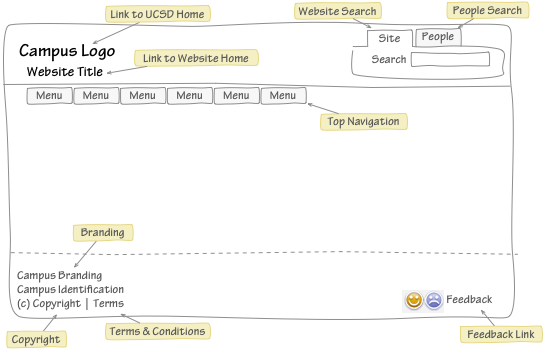 Link to UCSD Home
Website Search
People Search
Campus Logo
Site
People
Link to Website Home
Search
Website Title
Menu Menu Menu Menu Menu Menu
Top Navigation
Branding
Campus Branding
Campus Identification
(c) Copyright | Terms
Feedback
Copyright
Terms & Conditions
Feedback Link